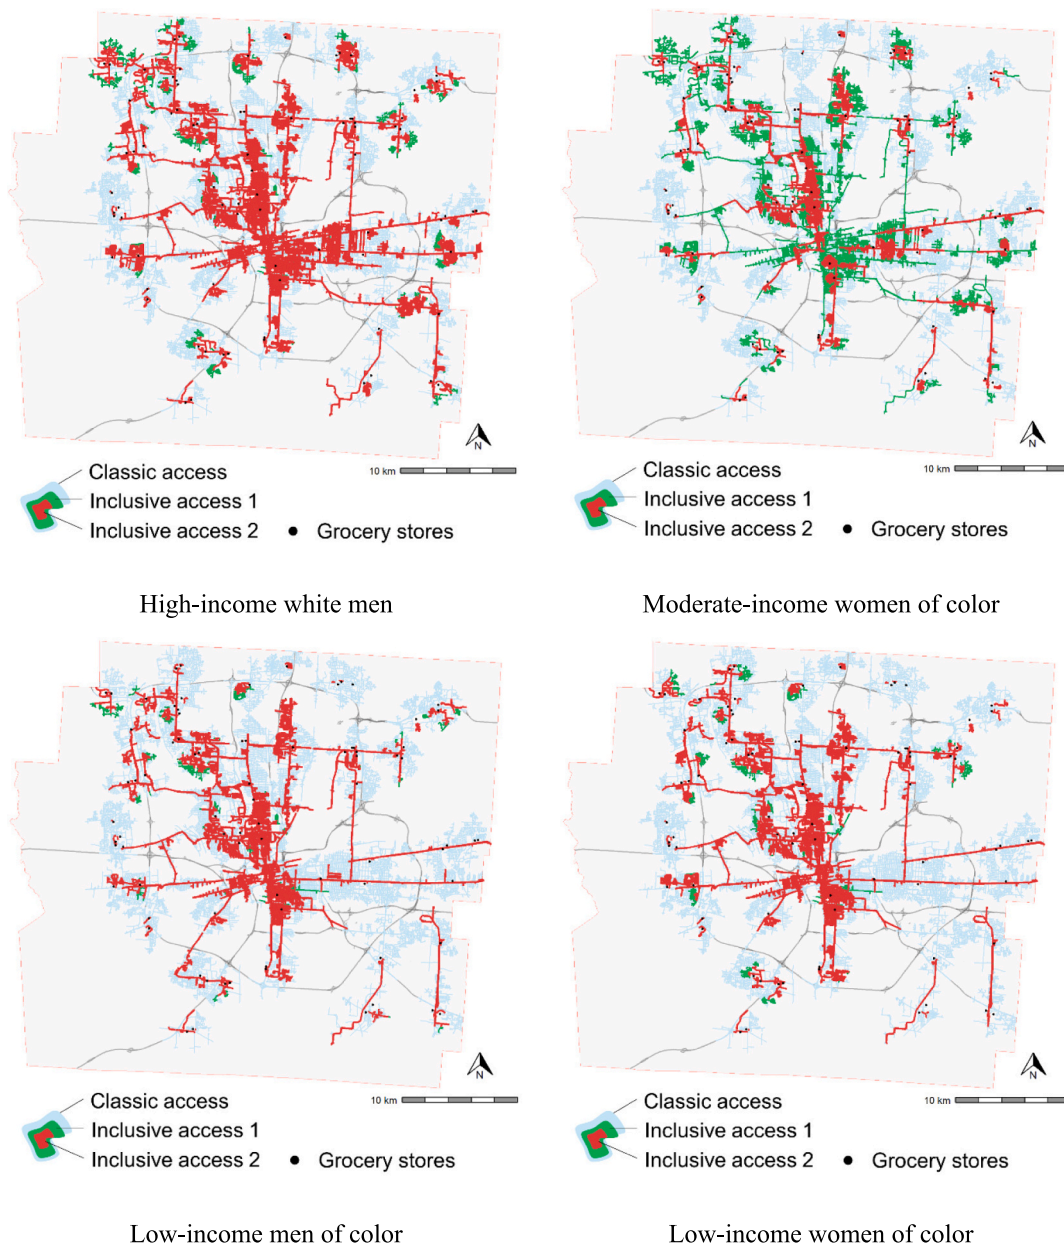 N
10 km
Classic access
Inclusive access 1
Inclusive access 2
Grocery stores
High-income white men
N
10 km
Classic access
Inclusive access 1
Inclusive access 2
Grocery stores
Moderate-income women of color
N
10 km
Classic access
Inclusive access 1
Inclusive access 2
Grocery stores
Low-income men of color
N
10 km
Classic access
Inclusive access 1
Inclusive access 2
Grocery stores
Low-income women of color